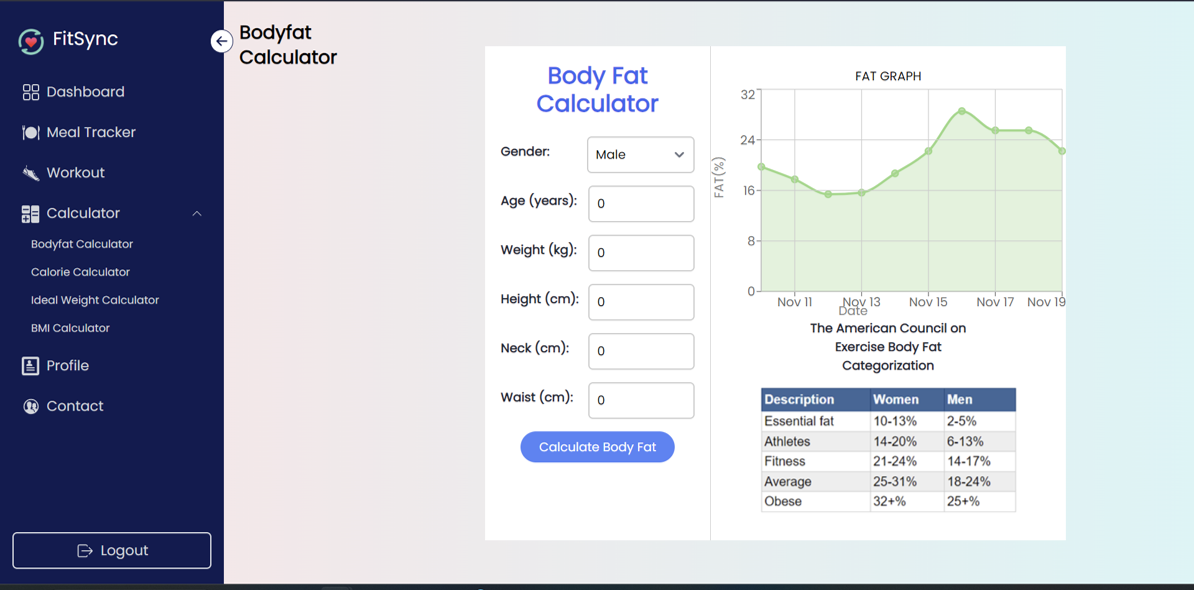 FitSync
Dashboard
Meal Tracker
Workout
Calculator
Bodyfat Calculator
Calorie Calculator
Ideal Weight Calculator
BMI Calculator
Profile
Contact
Logout
Bodyfat
Calculator
Body Fat
Calculator
Gender: Male
Age (years): 0
Weight (kg): 0
Height (cm): 0
Neck (cm): 0
Waist (cm): 0
Calculate Body Fat
FAT GRAPH
FAT(%)
32
24
16
8
0
Nov 11 Nov 13 Nov 15 Nov 17 Nov 19
Date
The American Council on
Exercise Body Fat
Categorization
Description Women Men
Essential fat 10-13% 2-5%
Athletes 14-20% 6-13%
Fitness 21-24% 14-17%
Average 25-31% 18-24%
Obese 32+% 25+%